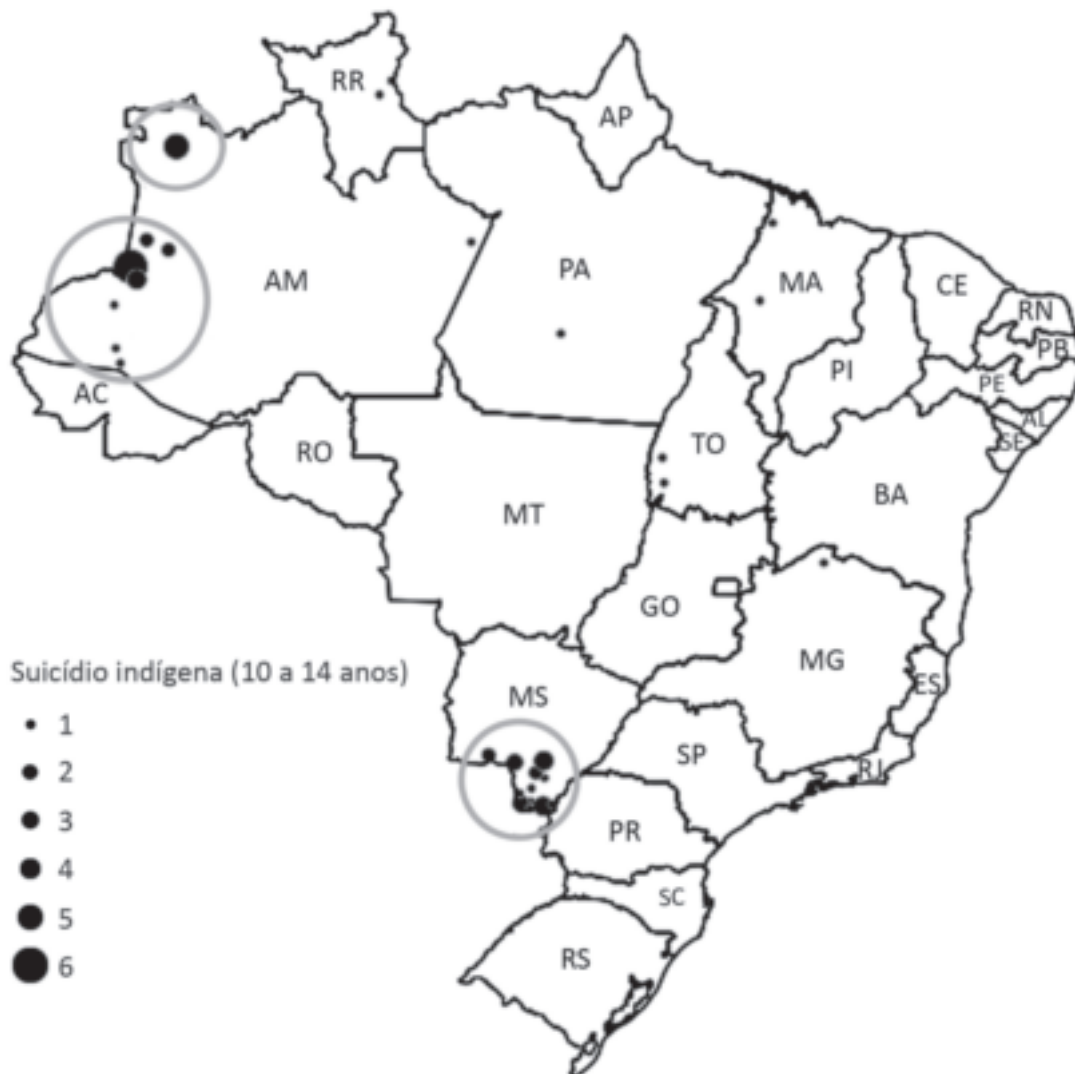 RR
AP
AM
PA
MA
CE
RN
PB
PI
PE
AC
AL
TO
SE
RO
BA
MT
GO
MG
Suicídio indígena (10 a 14 anos)
ES
MS
1
SP
RJ
2
3
PR
4
SC
5
RS
6